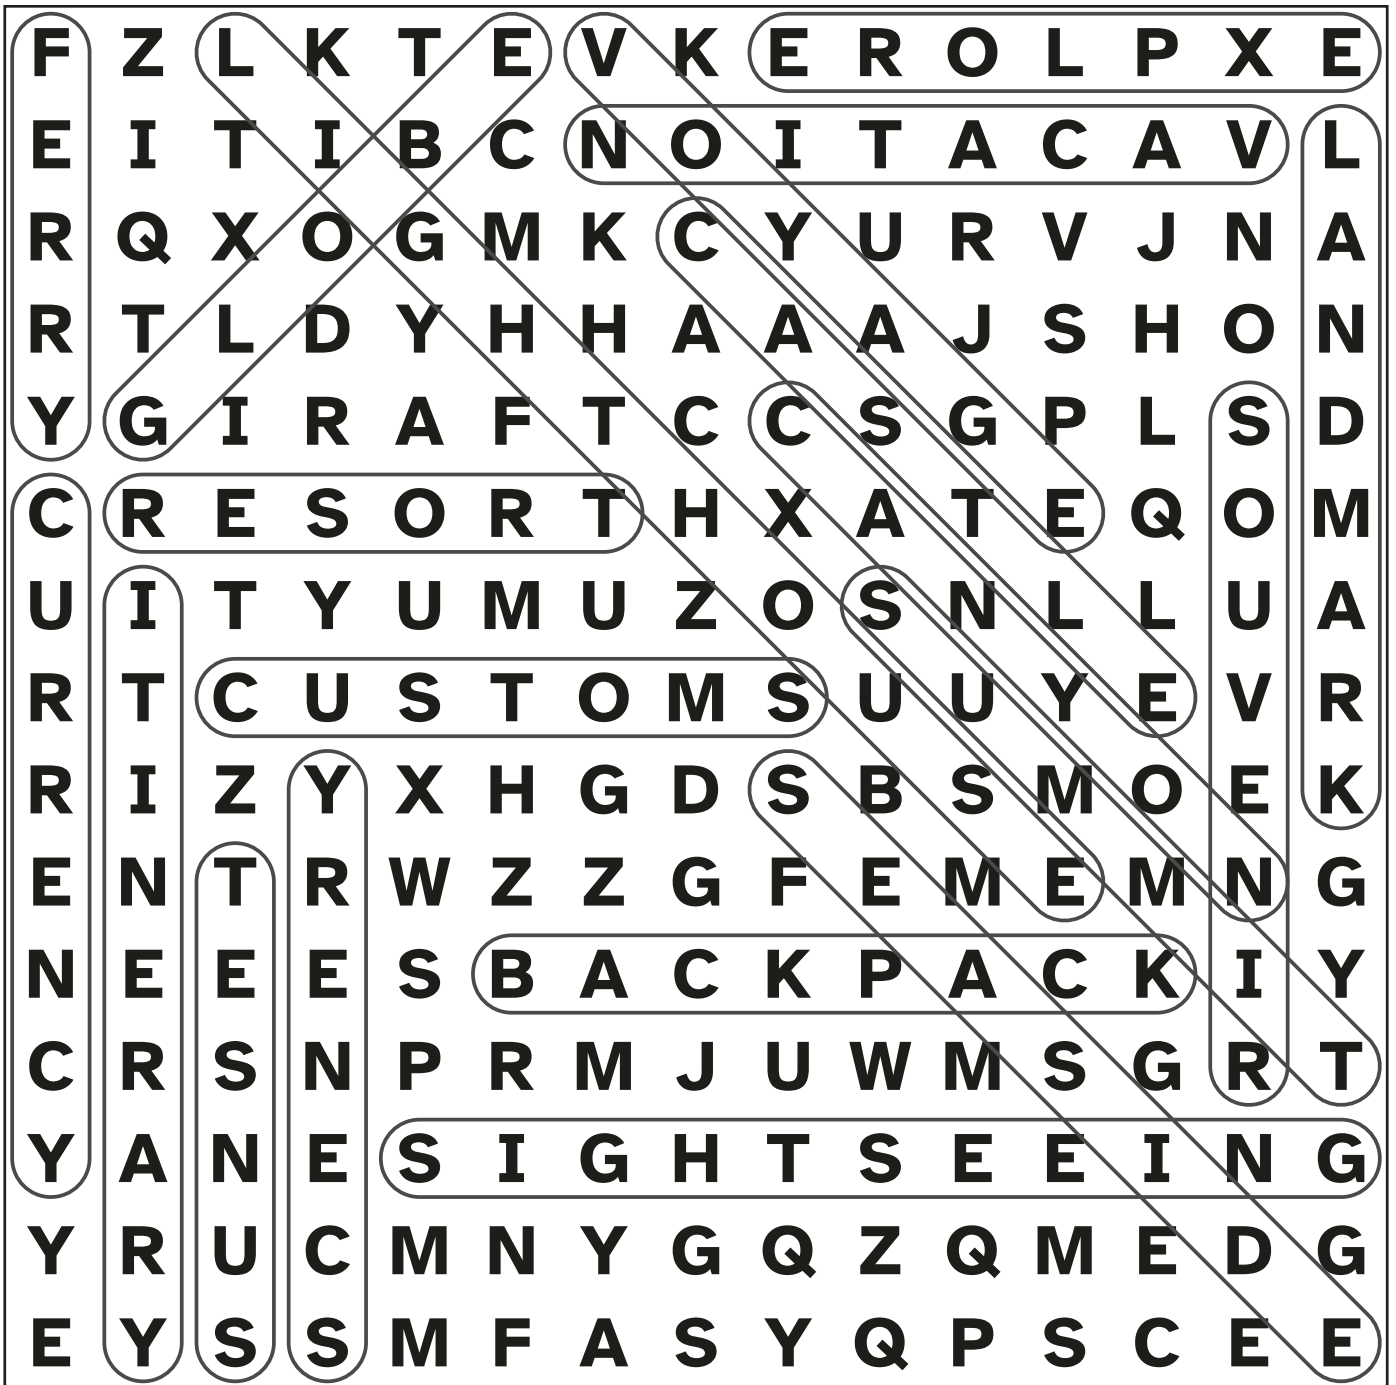 F Z L K T E V K E R O L P X E
E I T I B C N O I T A C A V L
R Q X O G M K C Y U R V J N A
R T L D Y H H A A A J S H O N
Y G I R A F T C C S G P L S D
C R E S O R T H X A T E Q O M
U I T Y U M U Z O S N L L U A
R T C U S T O M S U U Y E V R
R I Z Y X H G D S B S M O E K
E N T R W Z Z G F E M E M N G
N E E E S B A C K P A C K I Y
C R S N P R M J U W M S G R T
Y A N E S I G H T S E E I N G
Y R U C M N Y G Q Z Q M E D G
E Y S S M F A S Y Q P S C E E